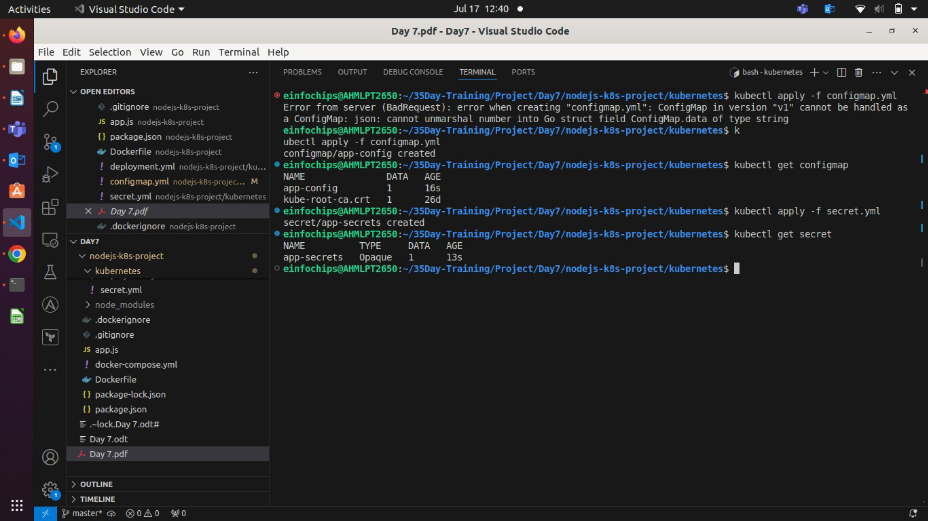 Activities
Visual Studio Code
Jul 17 12:40
Day 7.pdf - Day7 - Visual Studio Code
File Edit Selection View Go Run Terminal Help
EXPLORER
OPEN EDITORS
.gitignore nodejs-k8s-project
JS app.js nodejs-k8s-project
package.json nodejs-k8s-project
Dockerfile nodejs-k8s-project
! deployment.yml nodejs-k8s-project/ku...
! configmap.yml nodejs-k8s-projec... M
! secret.yml nodejs-k8s-project/kubernetes
Day 7.pdf
.dockerignore nodejs-k8s-project
DAY7
nodejs-k8s-project
kubernetes
! secret.yml
node_modules
.dockerignore
.gitignore
JS app.js
! docker-compose.yml
Dockerfile
{} package-lock.json
{} package.json
.~lock.Day 7.odt#
Day 7.odt
Day 7.pdf
OUTLINE
TIMELINE
PROBLEMS OUTPUT DEBUG CONSOLE TERMINAL PORTS
bash - kubernetes
einfochips@AHMLPT2650:~/35Day-Training/Project/Day7/nodejs-k8s-project/kubernetes$ kubectl apply -f configmap.yml
Error from server (BadRequest): error when creating "configmap.yml": ConfigMap in version "v1" cannot be handled as
a ConfigMap: json: cannot unmarshal number into Go struct field ConfigMap.data of type string
einfochips@AHMLPT2650:~/35Day-Training/Project/Day7/nodejs-k8s-project/kubernetes$ k
ubectl apply -f configmap.yml
configmap/app-config created
einfochips@AHMLPT2650:~/35Day-Training/Project/Day7/nodejs-k8s-project/kubernetes$ kubectl get configmap
NAME DATA AGE
app-config 1 16s
kube-root-ca.crt 1 26d
einfochips@AHMLPT2650:~/35Day-Training/Project/Day7/nodejs-k8s-project/kubernetes$ kubectl apply -f secret.yml
secret/app-secrets created
einfochips@AHMLPT2650:~/35Day-Training/Project/Day7/nodejs-k8s-project/kubernetes$ kubectl get secret
NAME TYPE DATA AGE
app-secrets Opaque 1 13s
einfochips@AHMLPT2650:~/35Day-Training/Project/Day7/nodejs-k8s-project/kubernetes$
1
1
master* 0 0 0